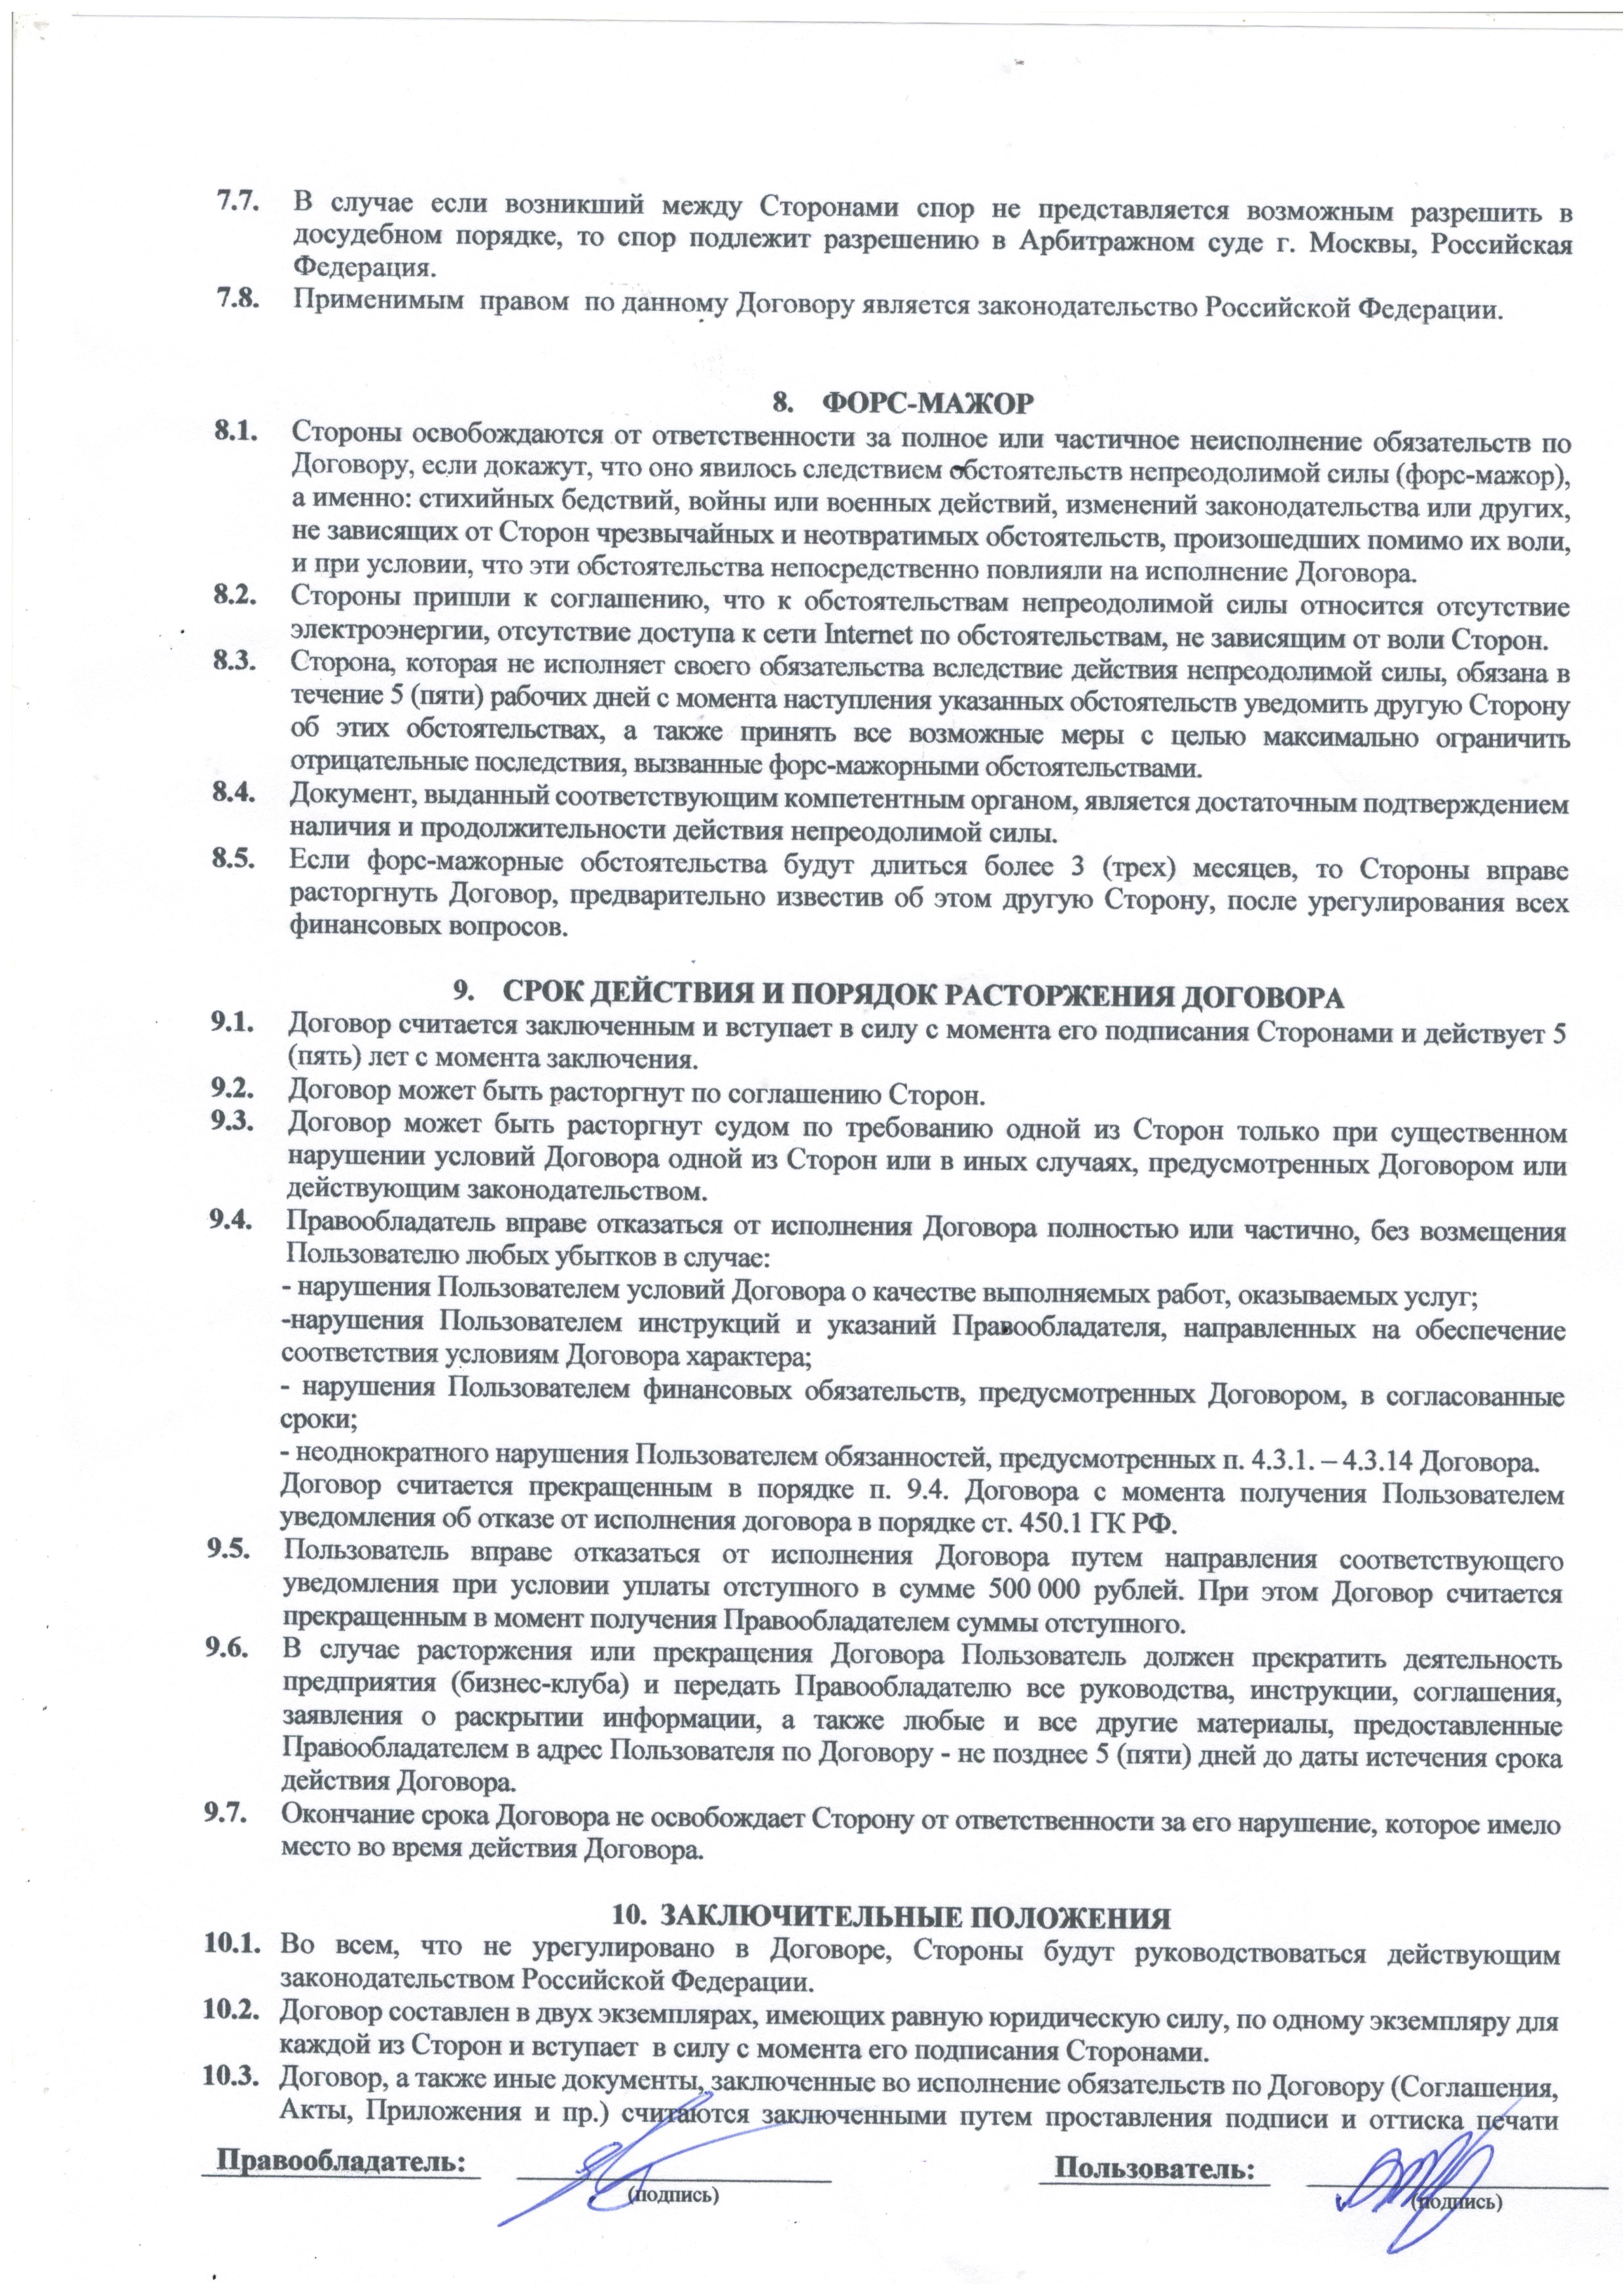 7.7. В случае если возникший между Сторонами спор не представляется возможным разрешить в
досудебном порядке, то спор подлежит разрешению в Арбитражном суде г. Москвы, Российская
Федерация.
7.8. Применимым правом по данному Договору является законодательство Российской Федерации.
8. ФОРС-МАЖОР
8.1. Стороны освобождаются от ответственности за полное или частичное неисполнение обязательств по
Договору, если докажут, что оно явилось следствием обстоятельств непреодолимой силы (форс-мажор),
а именно: стихийных бедствий, войны или военных действий, изменений законодательства или других,
не зависящих от Сторон чрезвычайных и неотвратимых обстоятельств, произошедших помимо их воли,
и при условии, что эти обстоятельства непосредственно повлияли на исполнение Договора.
8.2. Стороны пришли к соглашению, что к обстоятельствам непреодолимой силы относится отсутствие
электроэнергии, отсутствие доступа к сети Internet по обстоятельствам, не зависящим от воли Сторон.
8.3. Сторона, которая не исполняет своего обязательства вследствие действия непреодолимой силы, обязана в
течение 5 (пяти) рабочих дней с момента наступления указанных обстоятельств уведомить другую Сторону
об этих обстоятельствах, а также принять все возможные меры с целью максимально ограничить
отрицательные последствия, вызванные форс-мажорными обстоятельствами.
8.4. Документ, выданный соответствующим компетентным органом, является достаточным подтверждением
наличия и продолжительности действия непреодолимой силы.
8.5. Если форс-мажорные обстоятельства будут длиться более 3 (трех) месяцев, то Стороны вправе
расторгнуть Договор, предварительно известив об этом другую Сторону, после урегулирования всех
финансовых вопросов.
9. СРОК ДЕЙСТВИЯ И ПОРЯДОК РАСТОРЖЕНИЯ ДОГОВОРА
9.1. Договор считается заключенным и вступает в силу с момента его подписания Сторонами и действует 5
(пять) лет с момента заключения.
9.2. Договор может быть расторгнут по соглашению Сторон.
9.3. Договор может быть расторгнут судом по требованию одной из Сторон только при существенном
нарушении условий Договора одной из Сторон или в иных случаях, предусмотренных Договором или
действующим законодательством.
9.4. Правообладатель вправе отказаться от исполнения Договора полностью или частично, без возмещения
Пользователю любых убытков в случае:
- нарушения Пользователем условий Договора о качестве выполняемых работ, оказываемых услуг;
-нарушения Пользователем инструкций и указаний Правообладателя, направленных на обеспечение
соответствия условиям Договора характера;
- нарушения Пользователем финансовых обязательств, предусмотренных Договором, в согласованные
сроки;
- неоднократного нарушения Пользователем обязанностей, предусмотренных п. 4.3.1. – 4.3.14 Договора.
Договор считается прекращенным в порядке п. 9.4. Договора с момента получения Пользователем
уведомления об отказе от исполнения договора в порядке ст. 450.1 ГК РФ.
9.5. Пользователь вправе отказаться от исполнения Договора путем направления соответствующего
уведомления при условии уплаты отступного в сумме 500 000 рублей. При этом Договор считается
прекращенным в момент получения Правообладателем суммы отступного.
9.6. В случае расторжения или прекращения Договора Пользователь должен прекратить деятельность
предприятия (бизнес-клуба) и передать Правообладателю все руководства, инструкции, соглашения,
заявления о раскрытии информации, а также любые и все другие материалы, предоставленные
Правообладателем в адрес Пользователя по Договору - не позднее 5 (пяти) дней до даты истечения срока
действия Договора.
9.7. Окончание срока Договора не освобождает Сторону от ответственности за его нарушение, которое имело
место во время действия Договора.
10. ЗАКЛЮЧИТЕЛЬНЫЕ ПОЛОЖЕНИЯ
10.1. Во всем, что не урегулировано в Договоре, Стороны будут руководствоваться действующим
законодательством Российской Федерации.
10.2. Договор составлен в двух экземплярах, имеющих равную юридическую силу, по одному экземпляру для
каждой из Сторон и вступает в силу с момента его подписания Сторонами.
10.3. Договор, а также иные документы, заключенные во исполнение обязательств по Договору (Соглашения,
Акты, Приложения и пр.) считаются заключенными путем проставления подписи и оттиска печати
Правообладатель: Пользователь:
(подпись) (подпись)